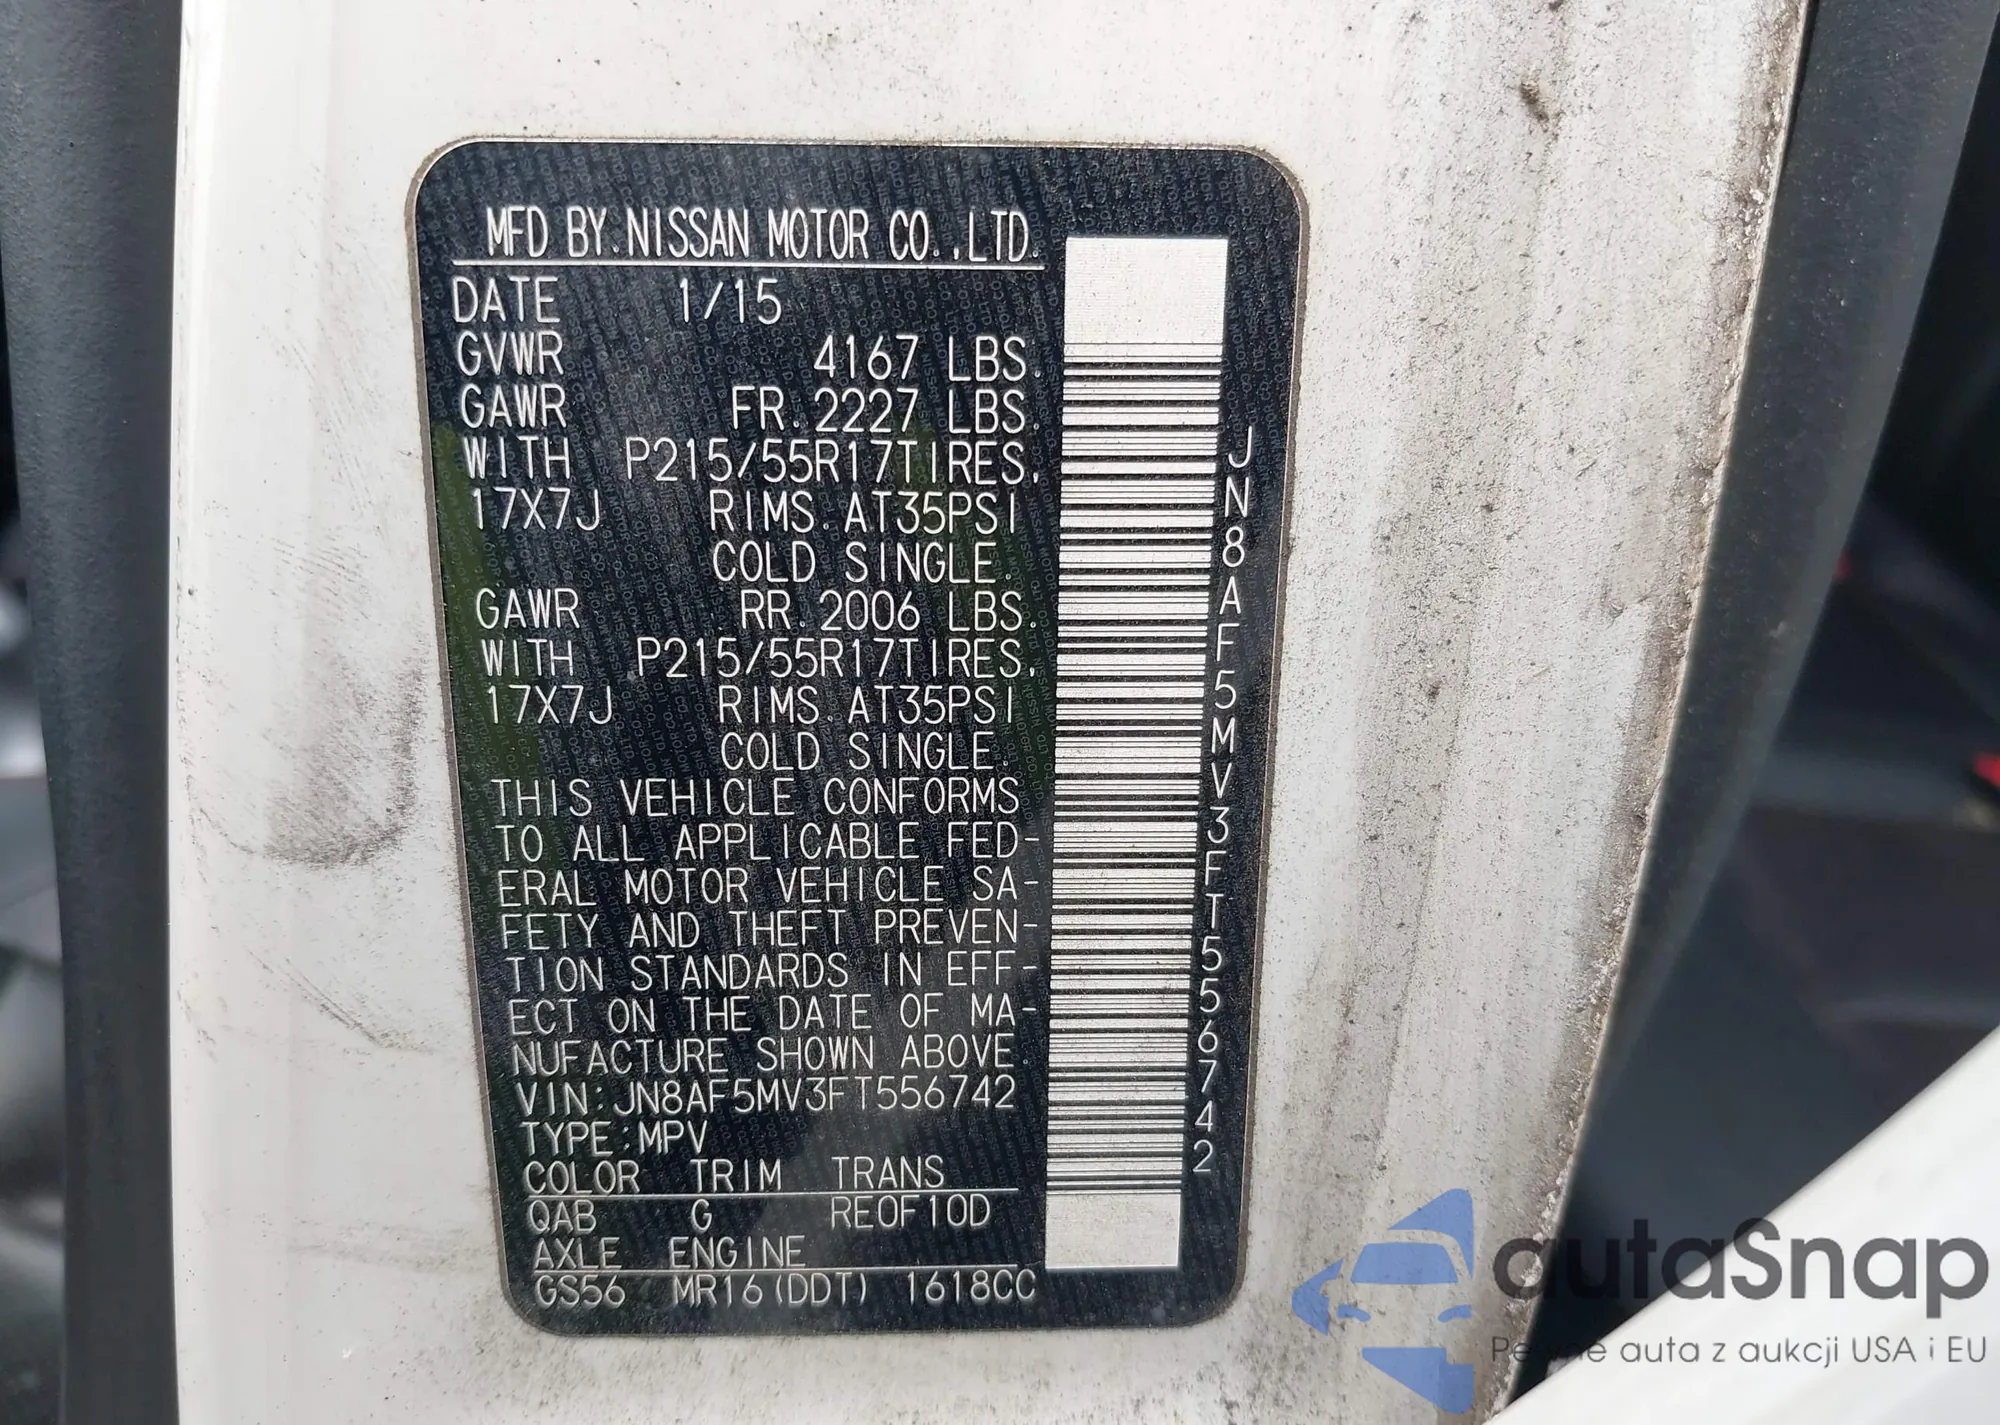 MFD BY.NISSAN MOTOR CO.,LTD.
DATE 1/15
GVWR 4167 LBS.
GAWR FR. 2227 LBS.
WITH P215/55R17TIRES,
17X7J RIMS. AT35PSI
COLD SINGLE.
GAWR RR. 2006 LBS.
WITH P215/55R17TIRES,
17X7J RIMS. AT35PSI
COLD SINGLE.
THIS VEHICLE CONFORMS
TO ALL APPLICABLE FED-
ERAL MOTOR VEHICLE SA-
FETY AND THEFT PREVEN-
TION STANDARDS IN EFF-
ECT ON THE DATE OF MA-
NUFACTURE SHOWN ABOVE.
VIN:JN8AF5MV3FT556742
TYPE:MPV
COLOR TRIM TRANS
QAB G RE0F10D
AXLE ENGINE
GS56 MR16(DDT) 1618CC
JN8AF5MV3FT556742
autaSnap
Pewne auta z aukcji USA i EU